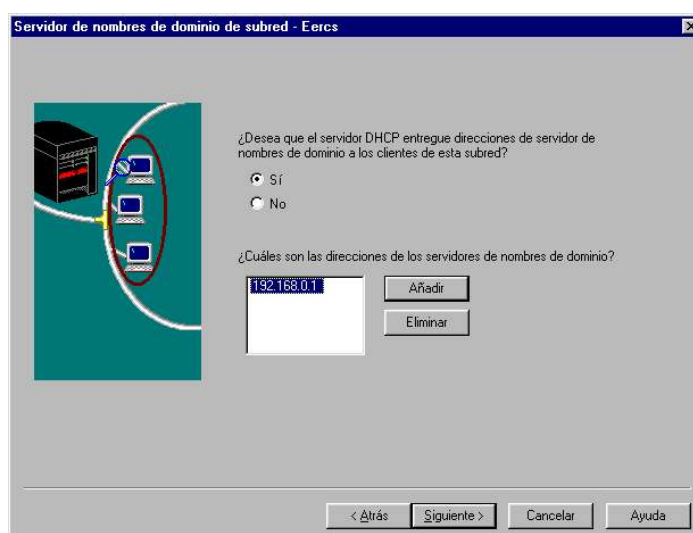 Servidor de nombres de dominio de subred - Eercs
¿Desea que el servidor DHCP entregue direcciones de servidor de
nombres de dominio a los clientes de esta subred?
Sí
No
¿Cuáles son las direcciones de los servidores de nombres de dominio?
192.168.0.1
Añadir
Eliminar
< Atrás
Siguiente >
Cancelar
Ayuda